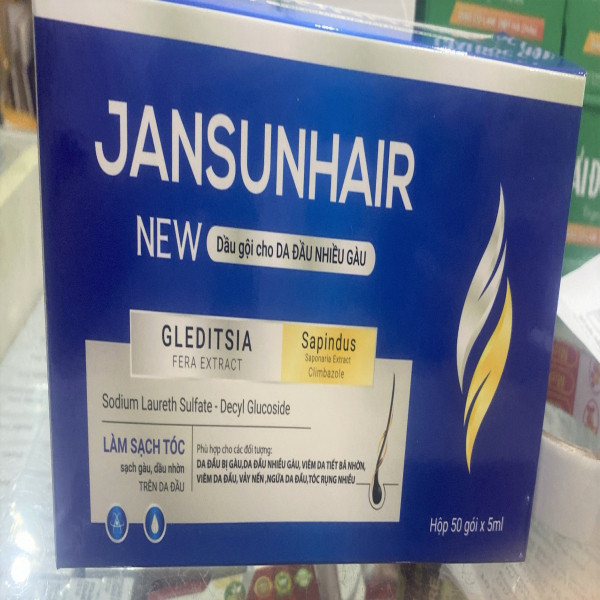 JANSUNHAIR
NEW Dầu gội cho DA ĐẦU NHIỀU GÀU
GLEDITSIA
FERA EXTRACT
Sapindus
Saponaria Extract
Climbazole
Sodium Laureth Sulfate - Decyl Glucoside
LÀM SẠCH TÓC
sạch gàu, dầu nhờn
TRÊN DA ĐẦU
Phù hợp cho các đối tượng:
DA ĐẦU BỊ GÀU,DA ĐẦU NHIỀU GÀU, VIÊM DA TIẾT BÃ NHỜN,
VIÊM DA ĐẦU, VẢY NẾN ,NGỨA DA ĐẦU,TÓC RỤNG NHIỀU
Hộp 50 gói x 5ml